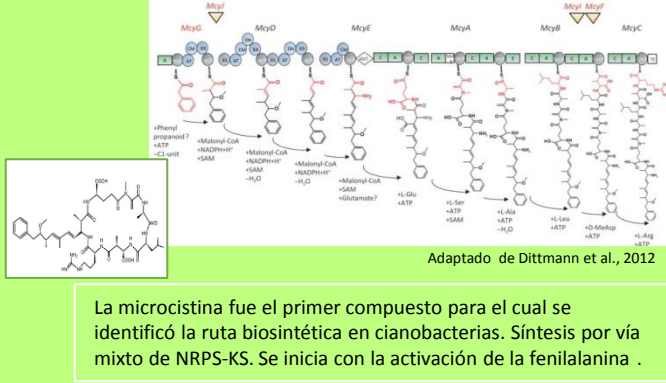 McyJ
McyI McyF
McyG McyD McyE McyA McyB McyC
+Phenyl
propanoid?
+ATP
–C1-unit
+Malonyl-CoA
+NADPH+H⁺
+SAM
+Malonyl-CoA
+NADPH+H⁺
+SAM
–H₂O
+Malonyl-CoA
+NADPH+H⁺
–H₂O
+Malonyl-CoA
+SAM
+Glutamate?
+L-Glu
+ATP
+L-Ser
+ATP
+SAM
+L-Ala
+ATP
–H₂O
+L-Leu
+ATP
+D-MeAsp
+ATP
+L-Arg
+ATP
Adaptado de Dittmann et al., 2012
La microcistina fue el primer compuesto para el cual se
identificó la ruta biosintética en cianobacterias. Síntesis por vía
mixto de NRPS-KS. Se inicia con la activación de la fenilalanina .